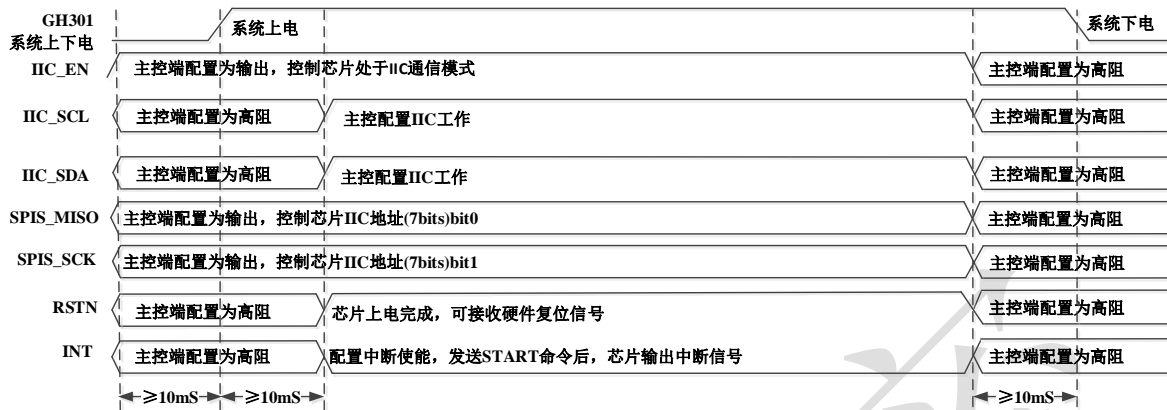 GH301
系统上下电
系统上电
系统下电
IIC_EN
主控端配置为输出，控制芯片处于IIC通信模式
主控端配置为高阻
IIC_SCL
主控端配置为高阻
主控配置IIC工作
主控端配置为高阻
IIC_SDA
主控端配置为高阻
主控配置IIC工作
主控端配置为高阻
SPIS_MISO
主控端配置为输出，控制芯片IIC地址(7bits)bit0
主控端配置为高阻
SPIS_SCK
主控端配置为输出，控制芯片IIC地址(7bits)bit1
主控端配置为高阻
RSTN
主控端配置为高阻
芯片上电完成，可接收硬件复位信号
主控端配置为高阻
INT
主控端配置为高阻
配置中断使能，发送START命令后，芯片输出中断信号
主控端配置为高阻
≥10mS
≥10mS
≥10mS